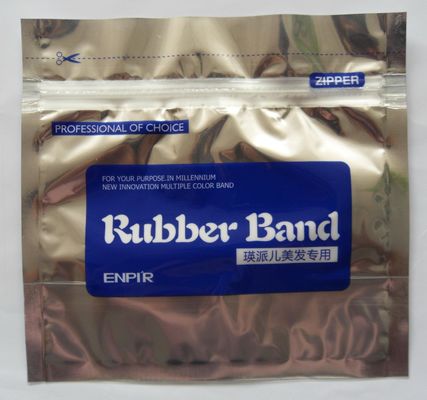 ZIPPER
PROFESSIONAL OF CHOICE
FOR YOUR PURPOSE.IN MILLENNIUM
NEW INNOVATION MULTIPLE COLOR BAND
Rubber Band
瑛派儿美发专用
ENPI'R